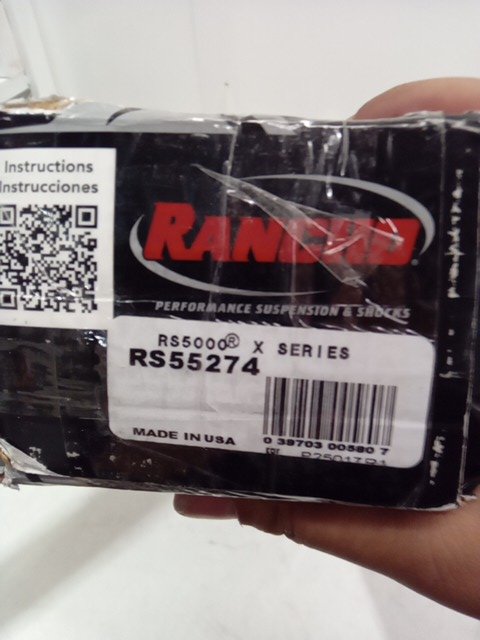 Instructions
Instrucciones
RANCHO
PERFORMANCE SUSPENSION & SHOCKS
RS5000® X SERIES
RS55274
MADE IN USA
0 39703 00580 7